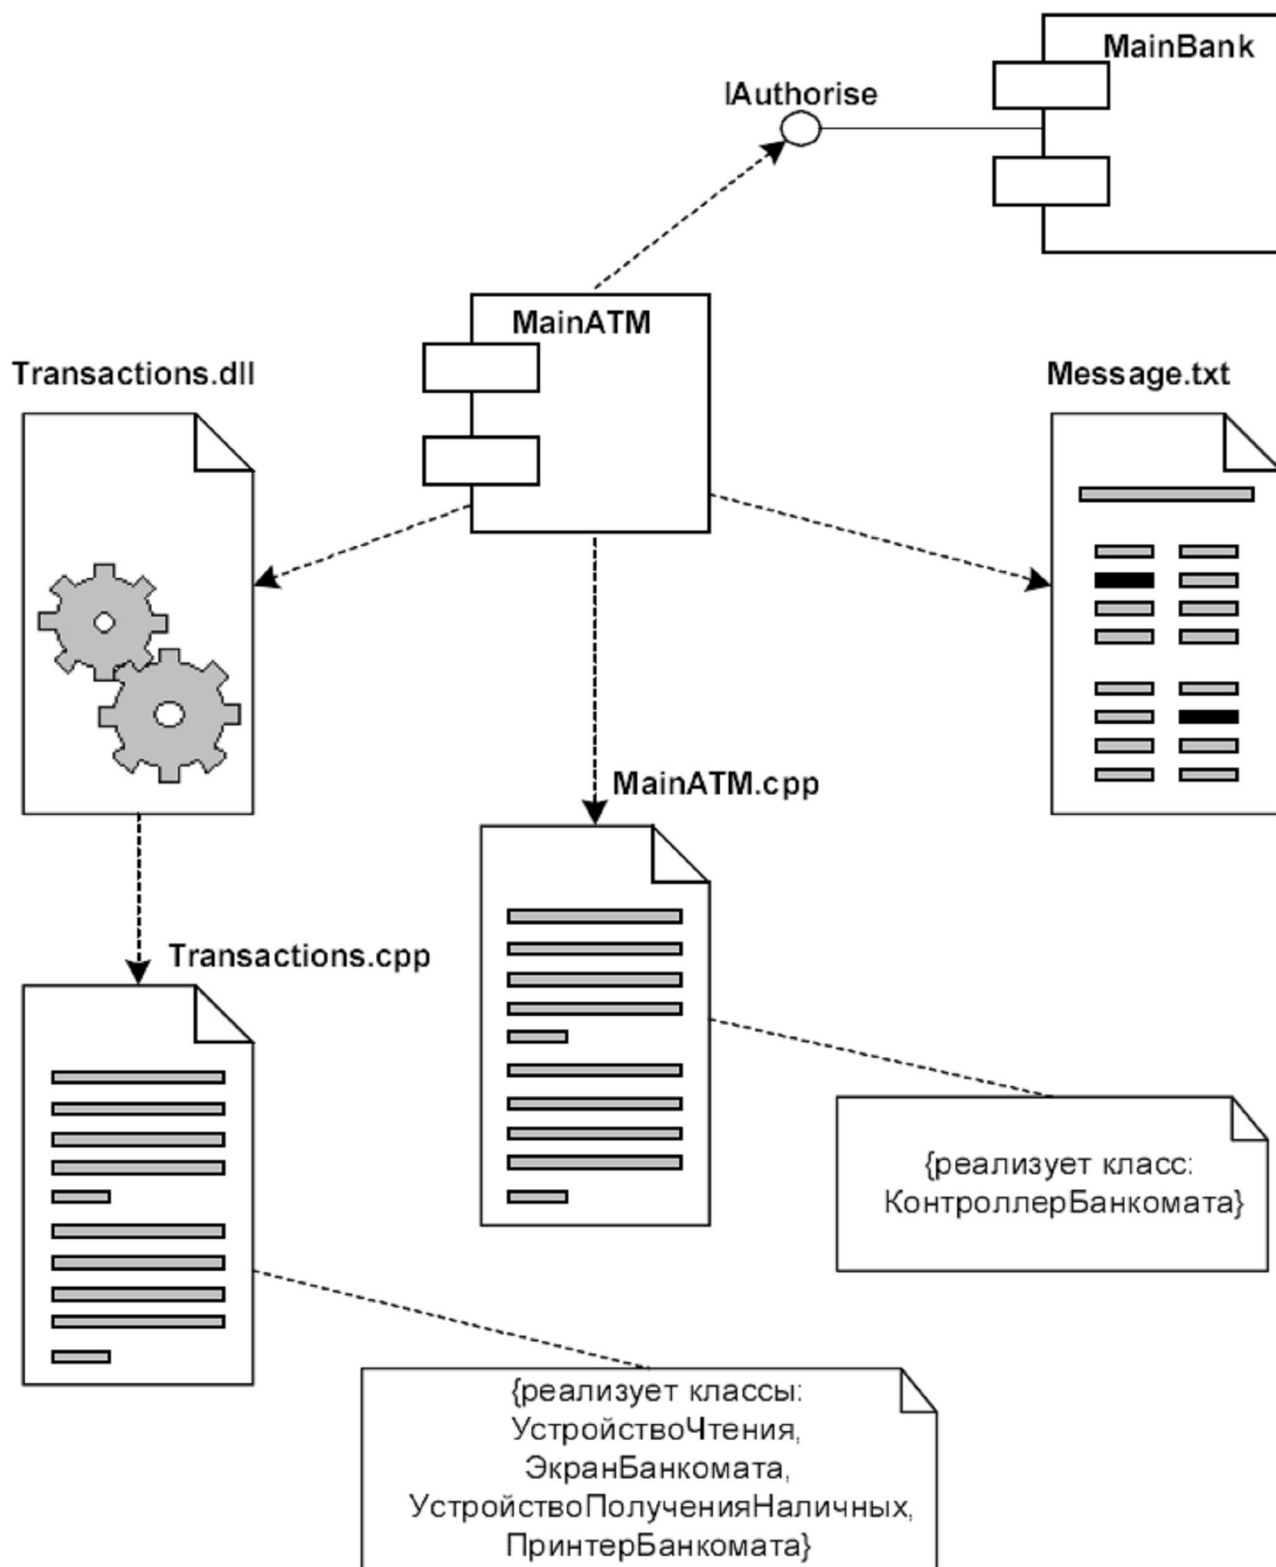 MainBank
IAuthorise
MainATM
Transactions.dll
Message.txt
MainATM.cpp
Transactions.cpp
{реализует класс:
КонтроллерБанкомата}
{реализует классы:
УстройствоЧтения,
ЭкранБанкомата,
УстройствоПолученияНаличных,
ПринтерБанкомата}